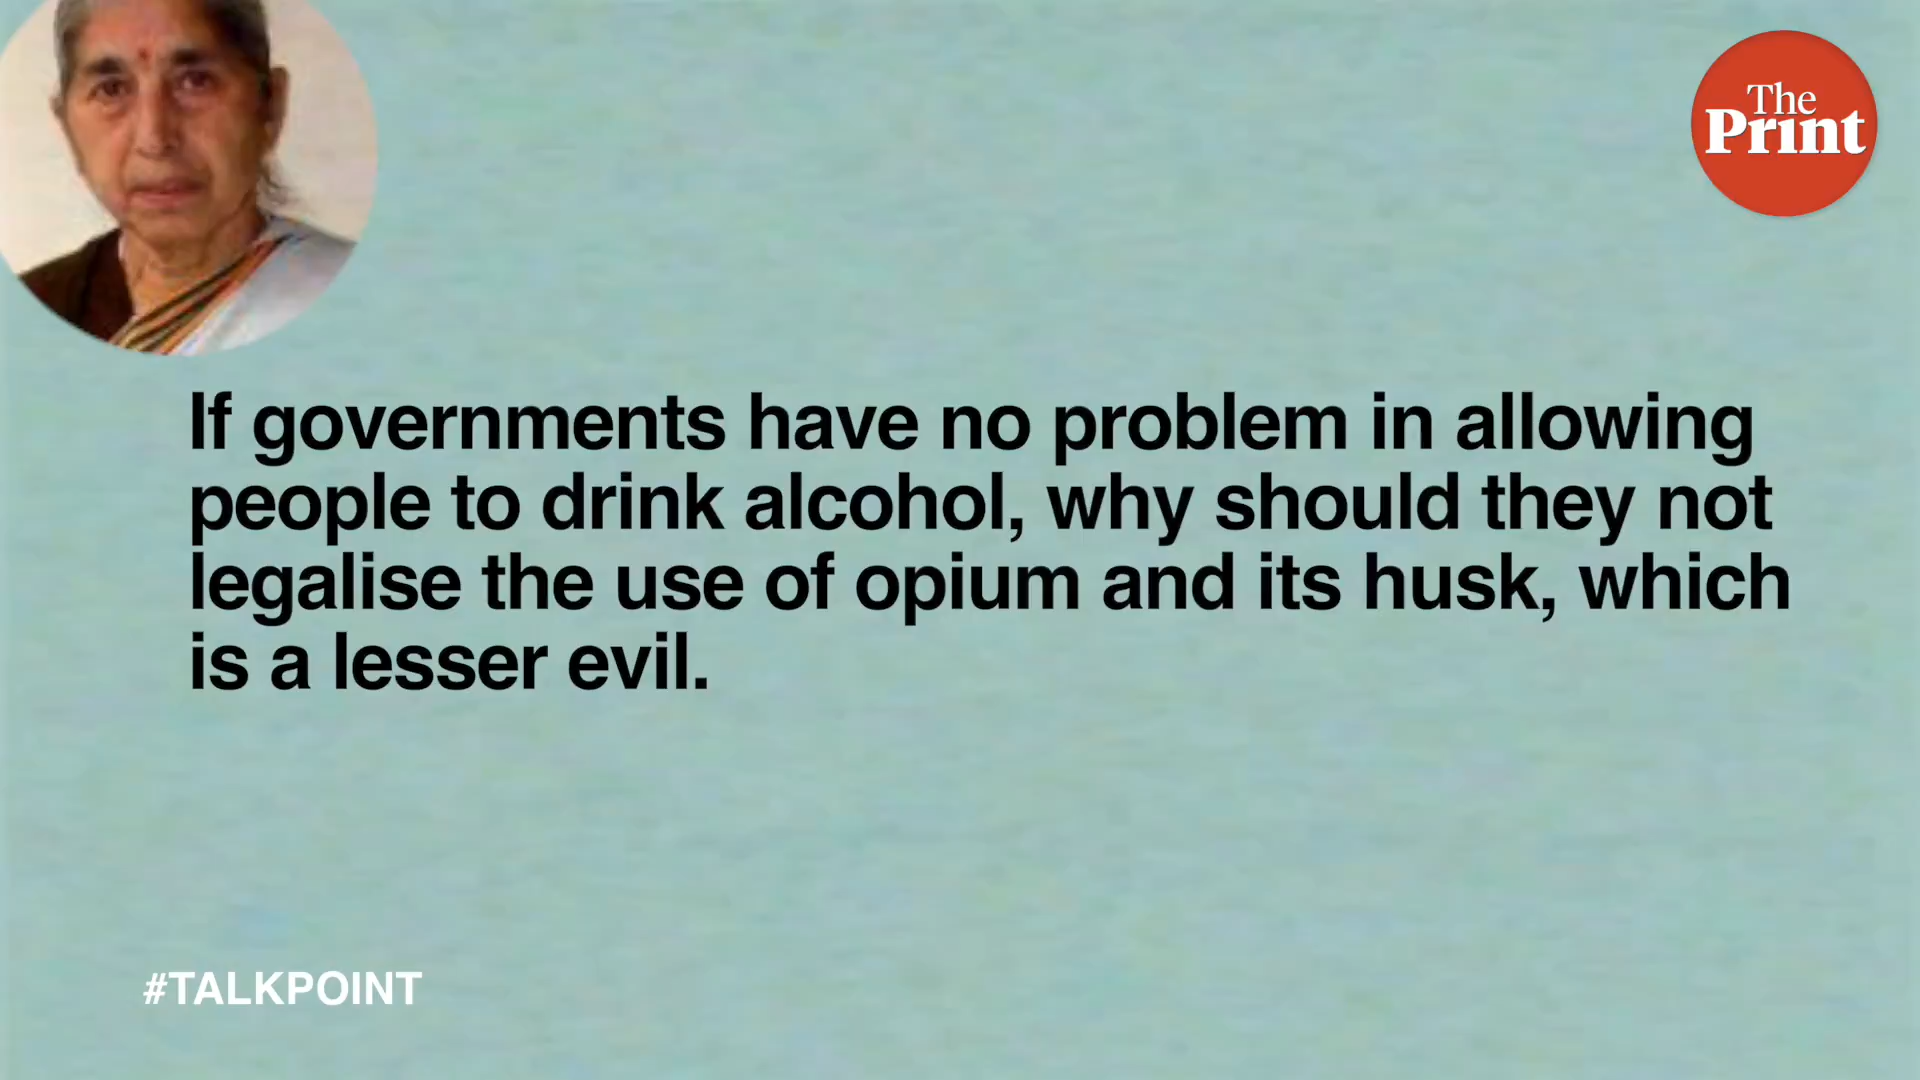 The
Print
If governments have no problem in allowing
people to drink alcohol, why should they not
legalise the use of opium and its husk, which
is a lesser evil.
#TALKPOINT